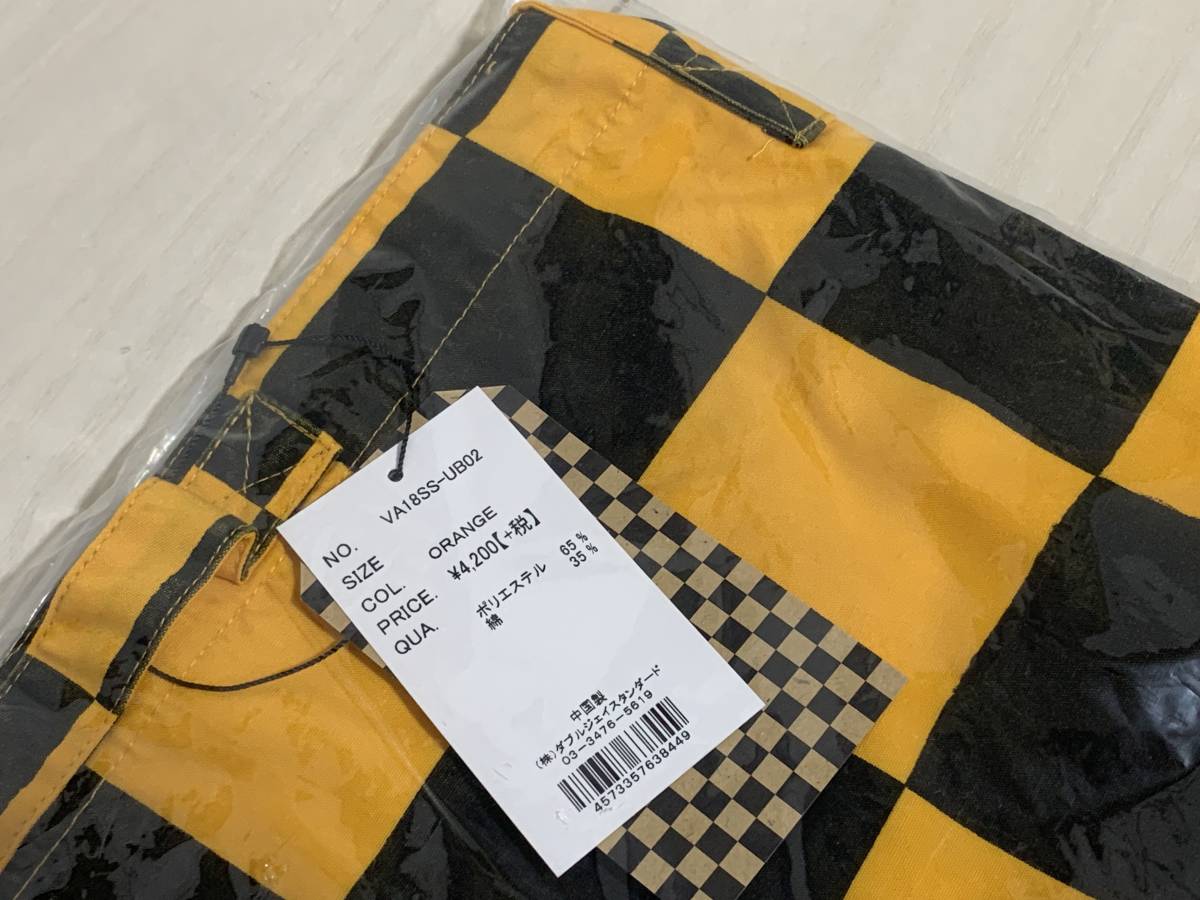 NO. VA18SS-UB02
SIZE
COL. ORANGE
PRICE. ¥4,200【+税】
QUA. ポリエステル 65%
綿 35%
中国製
(株)ダブルジェイスタンダード
03-3476-5619
4573357638449